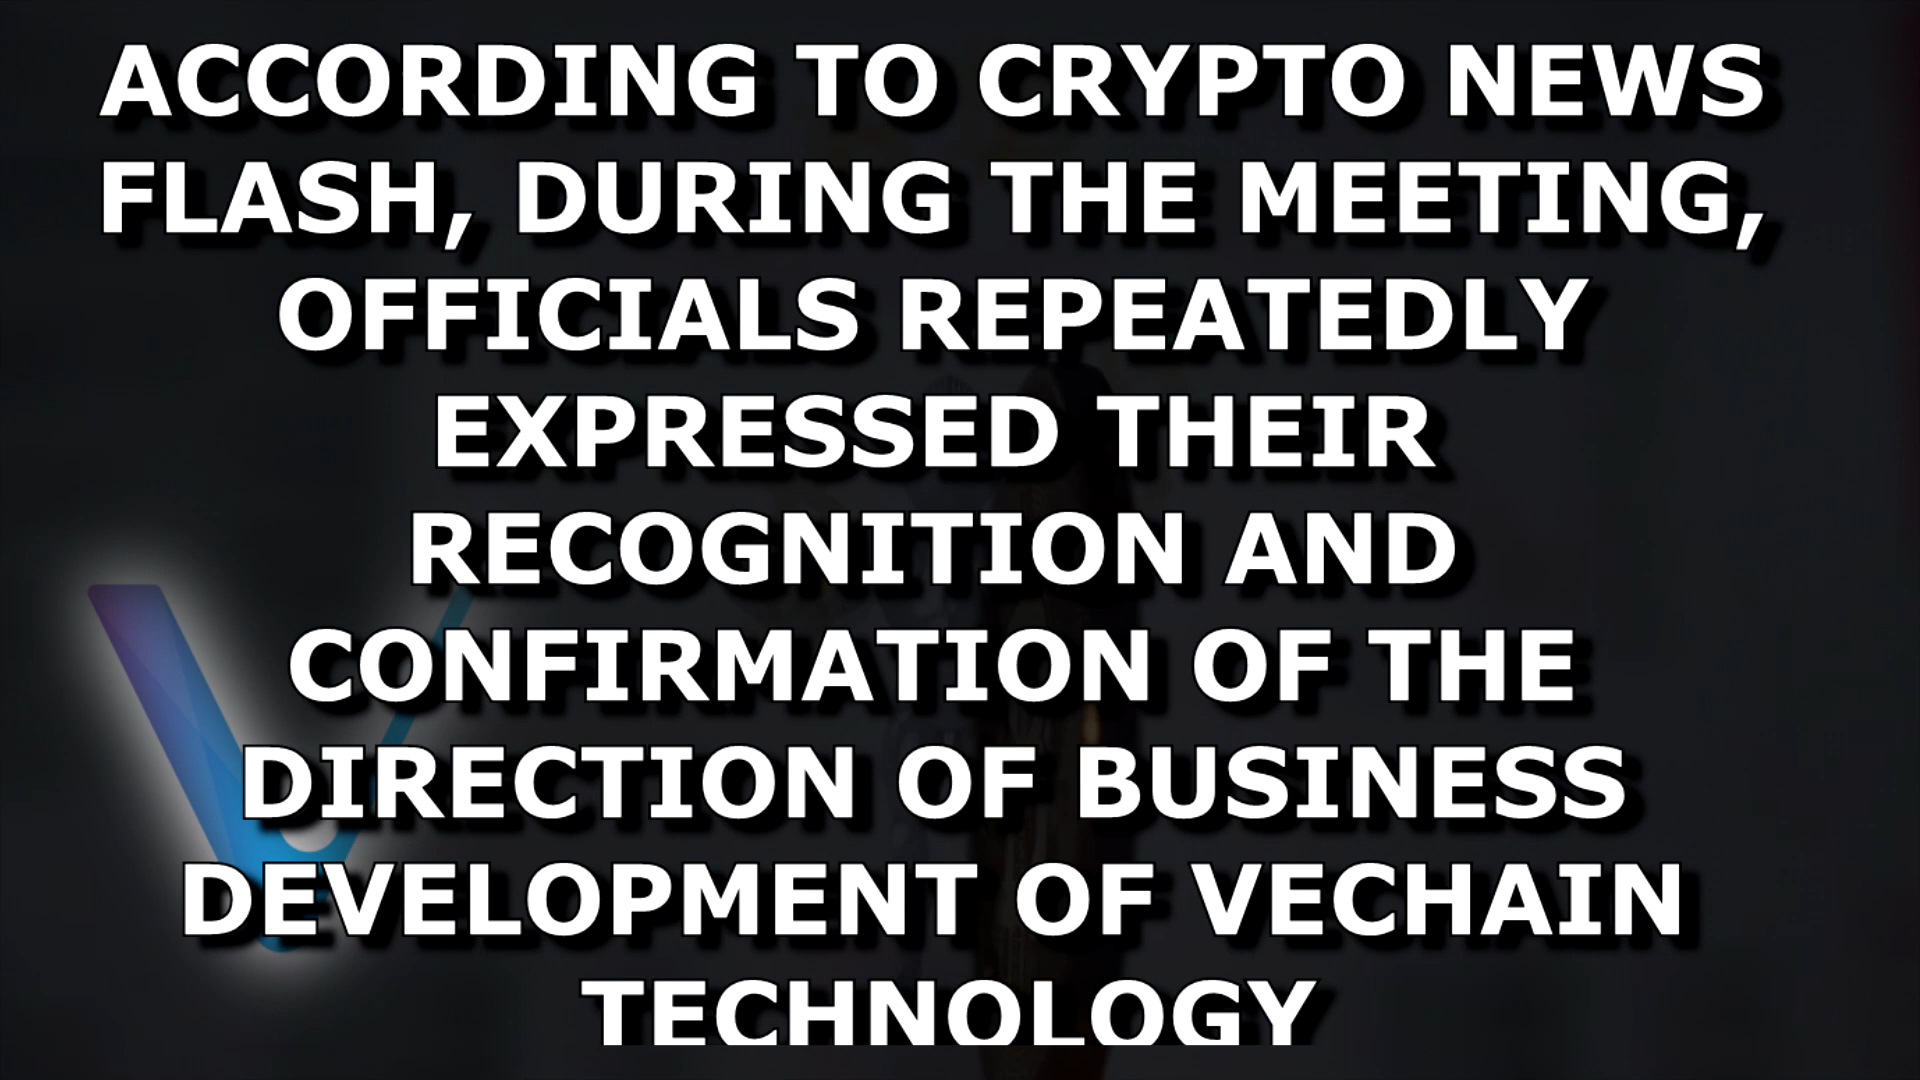 ACCORDING TO CRYPTO NEWS
FLASH, DURING THE MEETING,
OFFICIALS REPEATEDLY
EXPRESSED THEIR
RECOGNITION AND
CONFIRMATION OF THE
DIRECTION OF BUSINESS
DEVELOPMENT OF VECHAIN
TECHNOLOGY